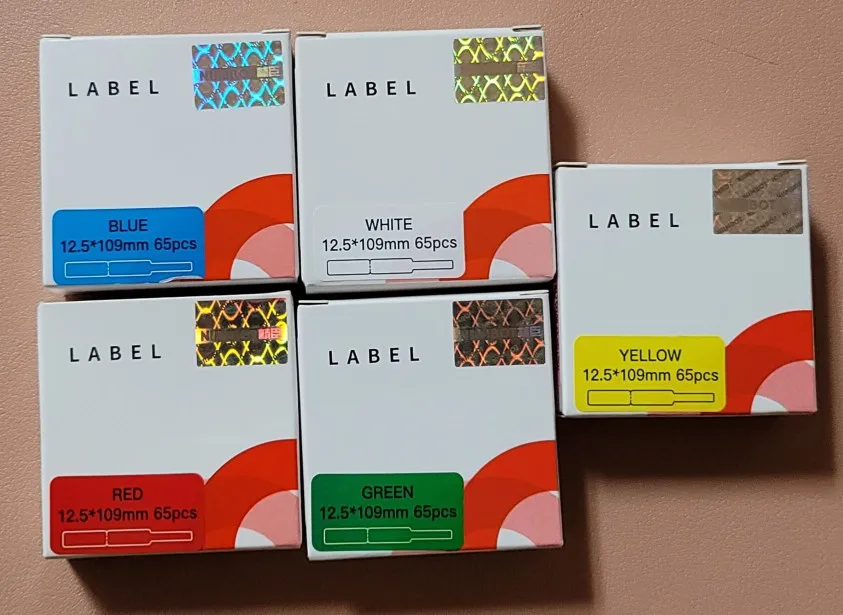 LABEL
BLUE
12.5*109mm 65pcs
LABEL
WHITE
12.5*109mm 65pcs
LABEL
YELLOW
12.5*109mm 65pcs
LABEL
RED
12.5*109mm 65pcs
LABEL
GREEN
12.5*109mm 65pcs